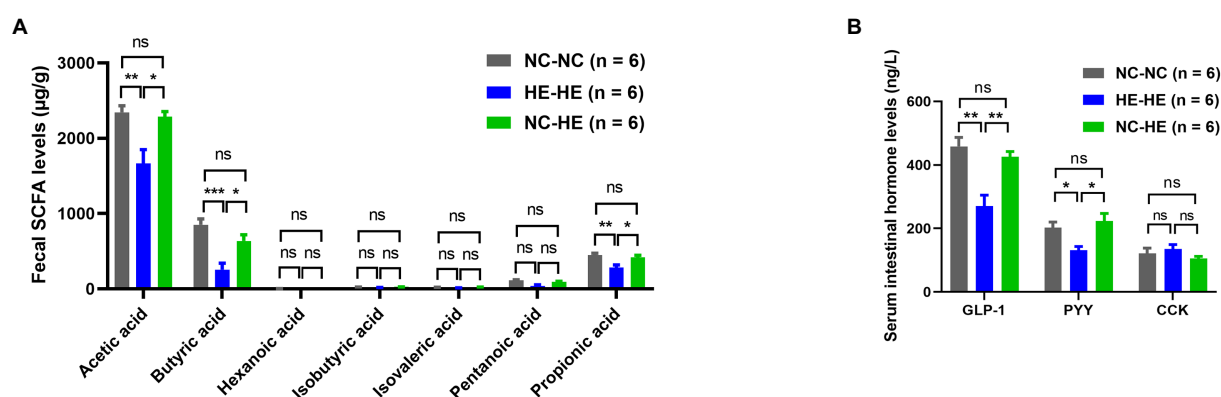 A
Fecal SCFA levels (μg/g)
3000
2000
1000
0
NC-NC (n = 6)
HE-HE (n = 6)
NC-HE (n = 6)
ns
** *
ns
*** *
ns
ns ns
ns
ns ns
ns
ns ns
ns
ns ns
ns
** *
Acetic acid
Butyric acid
Hexanoic acid
Isobutyric acid
Isovaleric acid
Pentanoic acid
Propionic acid
B
Serum intestinal hormone levels (ng/L)
600
400
200
0
NC-NC (n = 6)
HE-HE (n = 6)
NC-HE (n = 6)
ns
** **
ns
* *
ns
ns ns
GLP-1
PYY
CCK